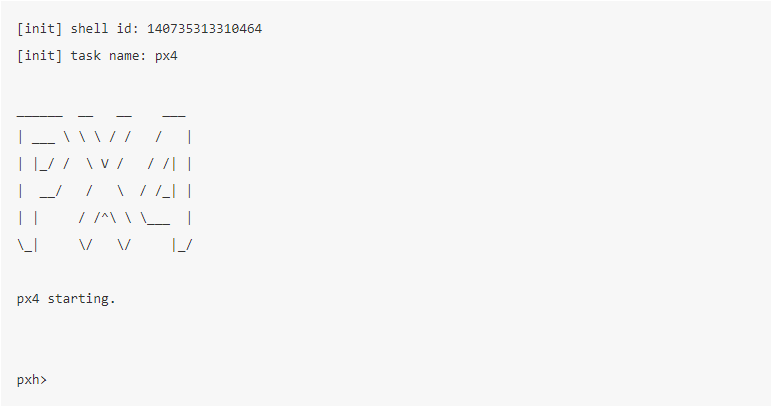 [init] shell id: 140735313310464
[init] task name: px4
______  __   __    ___
| ___ \ \ \ / /   /   |
| |_/ /  \ V /   / /| |
|  __/   /   \  / /_| |
| |     / /^\ \ \___  |
\_|     \/   \/     |_/
px4 starting.
pxh>